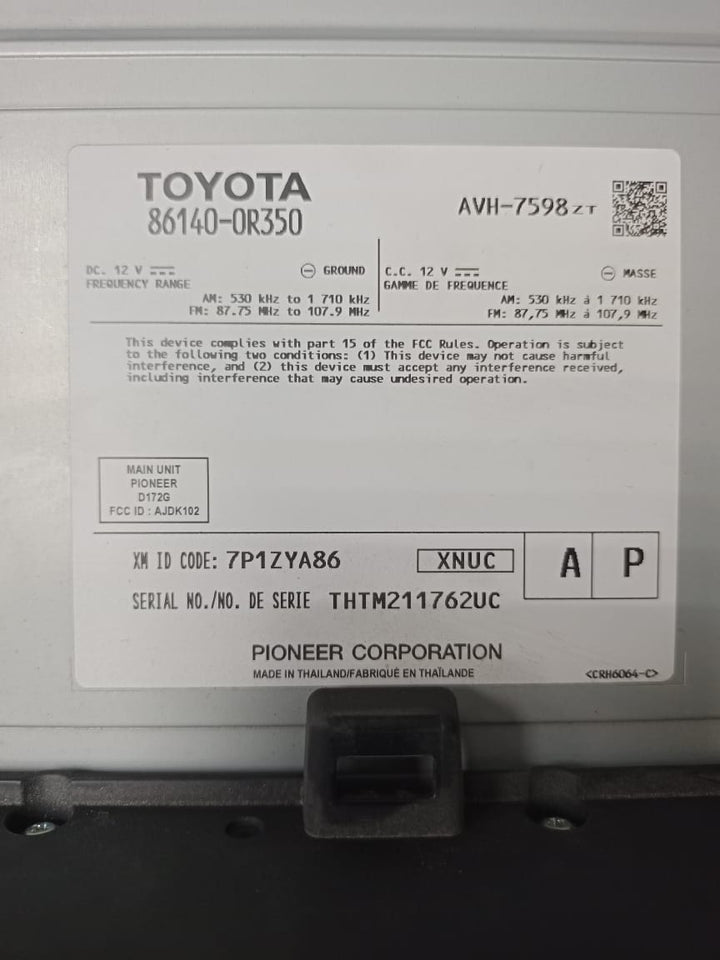 TOYOTA
86140-0R350
AVH-7598ZT
DC. 12 V
GROUND
FREQUENCY RANGE
AM: 530 kHz to 1 710 kHz
FM: 87.75 MHz to 107.9 MHz
C.C. 12 V
MASSE
GAMME DE FREQUENCE
AM: 530 kHz á 1 710 kHz
FM: 87,75 MHz á 107,9 MHz
This device complies with part 15 of the FCC Rules. Operation is subject
to the following two conditions: (1) This device may not cause harmful
interference, and (2) this device must accept any interference received,
including interference that may cause undesired operation.
MAIN UNIT
PIONEER
D172G
FCC ID : AJDK102
XM ID CODE: 7P1ZYA86
XNUC
A P
SERIAL NO./NO. DE SERIE THTM211762UC
PIONEER CORPORATION
MADE IN THAILAND/FABRIQUÉ EN THAÏLANDE
<CRH6064-C>